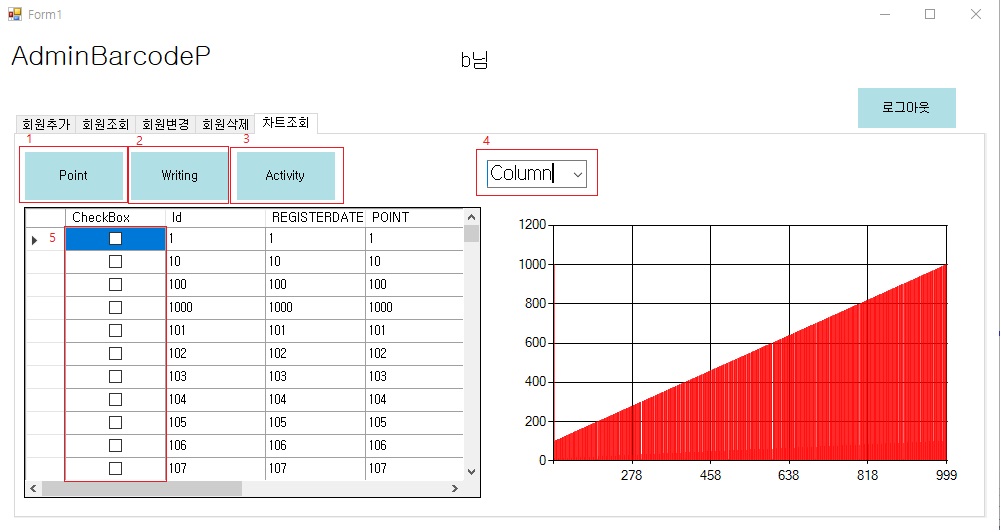 Form1
AdminBarcodeP
b님
로그아웃
회원추가 회원조회 회원변경 회원삭제 차트조회
1 2 3 4
Point Writing Activity Column
CheckBox Id REGISTERDATE POINT
5 1 1 1
10 10 10
100 100 100
1000 1000 1000
101 101 101
102 102 102
103 103 103
104 104 104
105 105 105
106 106 106
107 107 107
1200
1000
800
600
400
200
0
278 458 638 818 999